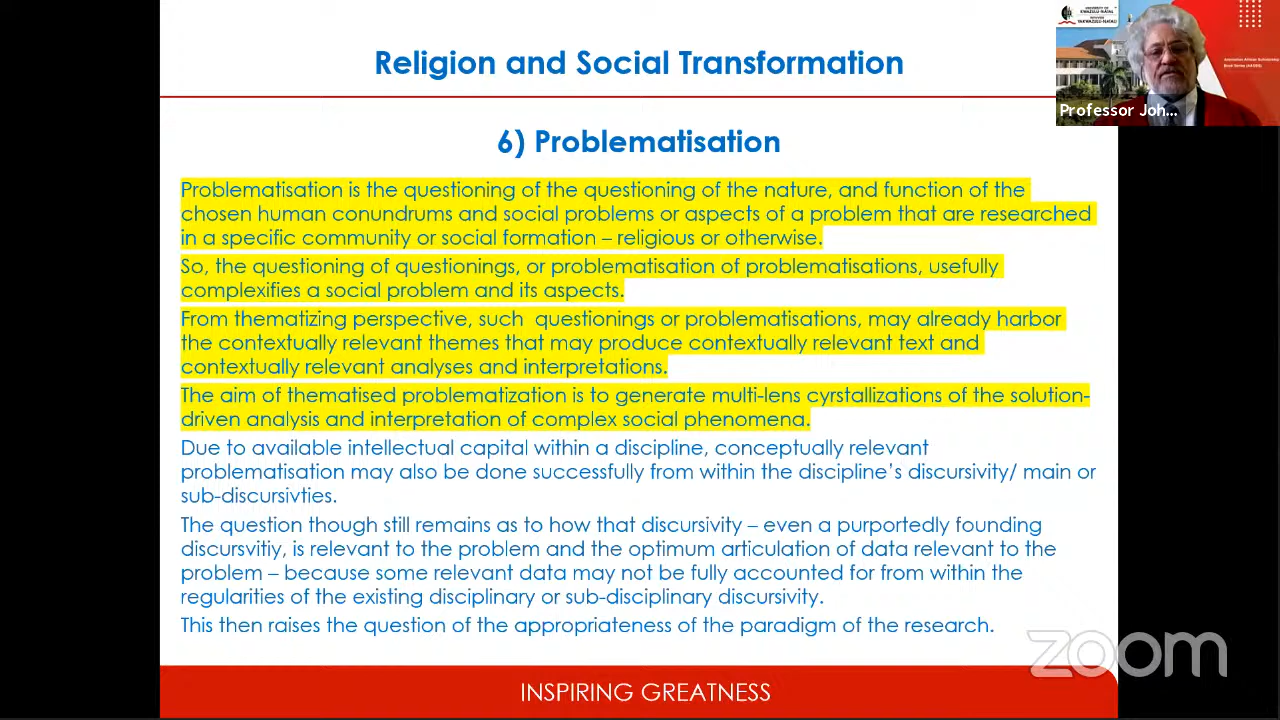 Religion and Social Transformation
UNIVERSITY OF
KWAZULU-NATAL
INYUVESI
YAKWAZULU-NATALI
Professor Joh...
6) Problematisation
Problematisation is the questioning of the questioning of the nature, and function of the
chosen human conundrums and social problems or aspects of a problem that are researched
in a specific community or social formation – religious or otherwise.
So, the questioning of questionings, or problematisation of problematisations, usefully
complexifies a social problem and its aspects.
From thematizing perspective, such questionings or problematisations, may already harbor
the contextually relevant themes that may produce contextually relevant text and
contextually relevant analyses and interpretations.
The aim of thematised problematization is to generate multi-lens cyrstallizations of the solution-
driven analysis and interpretation of complex social phenomena.
Due to available intellectual capital within a discipline, conceptually relevant
problematisation may also be done successfully from within the discipline's discursivity/ main or
sub-discursivties.
The question though still remains as to how that discursivity – even a purportedly founding
discursvitiy, is relevant to the problem and the optimum articulation of data relevant to the
problem – because some relevant data may not be fully accounted for from within the
regularities of the existing disciplinary or sub-disciplinary discursivity.
This then raises the question of the appropriateness of the paradigm of the research.
zoom
INSPIRING GREATNESS